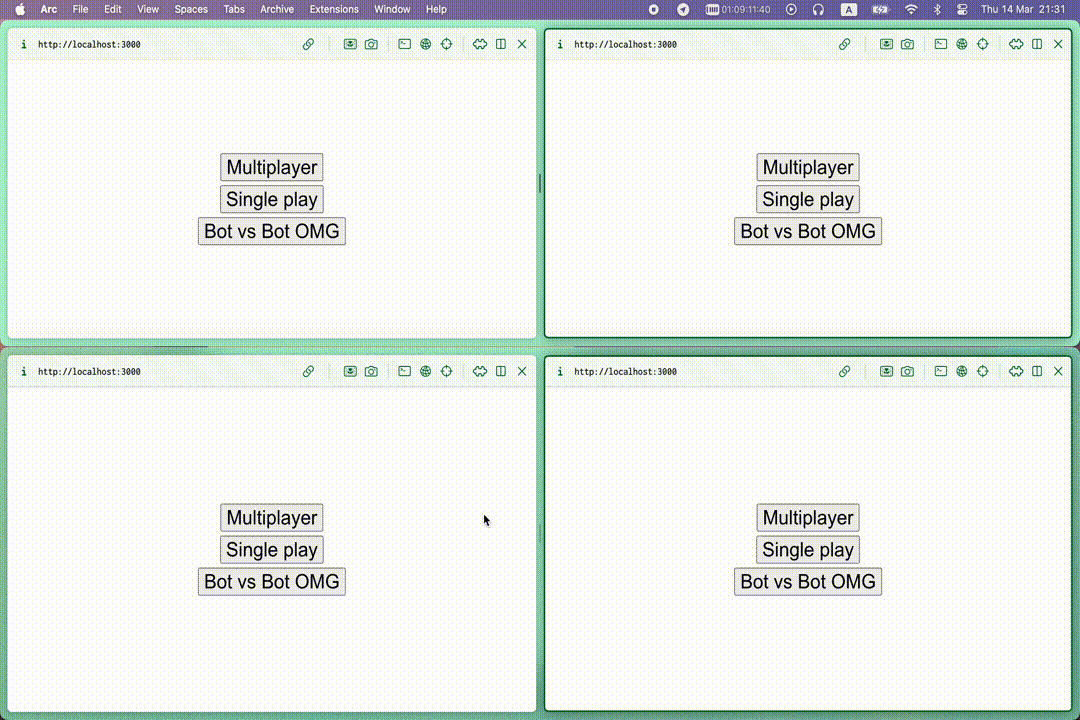 Arc File Edit View Spaces Tabs Archive Extensions Window Help 01:09:11:40 A Thu 14 Mar 21:31
i http://localhost:3000
i http://localhost:3000
Multiplayer
Single play
Bot vs Bot OMG
Multiplayer
Single play
Bot vs Bot OMG
i http://localhost:3000
i http://localhost:3000
Multiplayer
Single play
Bot vs Bot OMG
Multiplayer
Single play
Bot vs Bot OMG